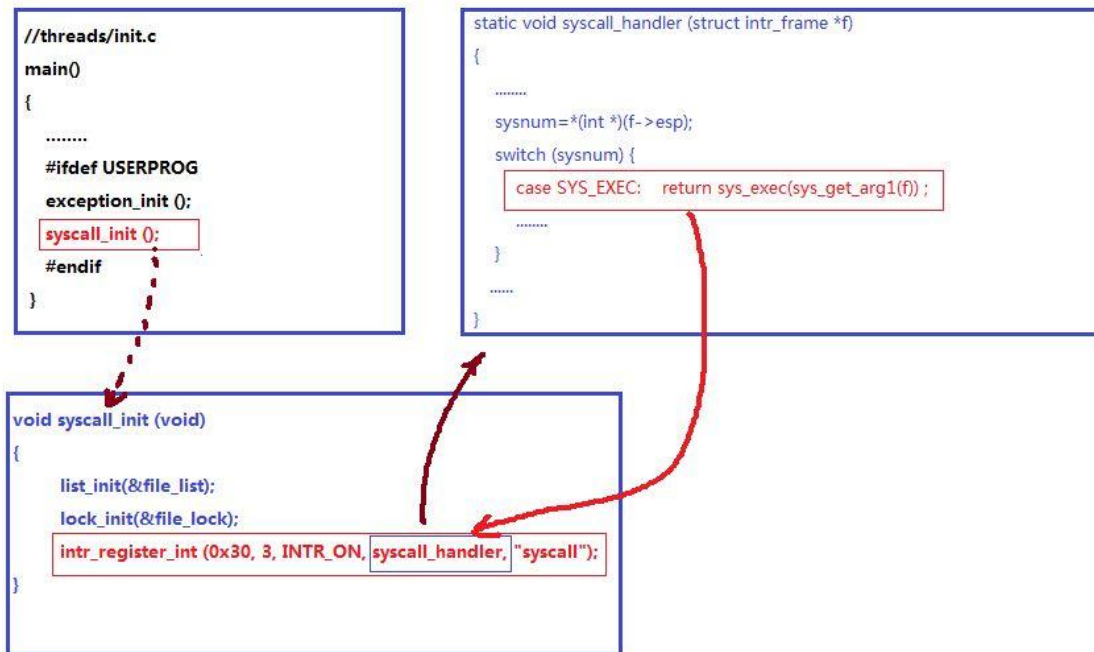 //threads/init.c
main()
{
........
#ifdef USERPROG
exception_init ();
syscall_init ();
#endif
}
static void syscall_handler (struct intr_frame *f)
{
........
sysnum=*(int *)(f->esp);
switch (sysnum) {
case SYS_EXEC: return sys_exec(sys_get_arg1(f)) ;
........
}
......
}
void syscall_init (void)
{
list_init(&file_list);
lock_init(&file_lock);
intr_register_int (0x30, 3, INTR_ON, syscall_handler, "syscall");
}